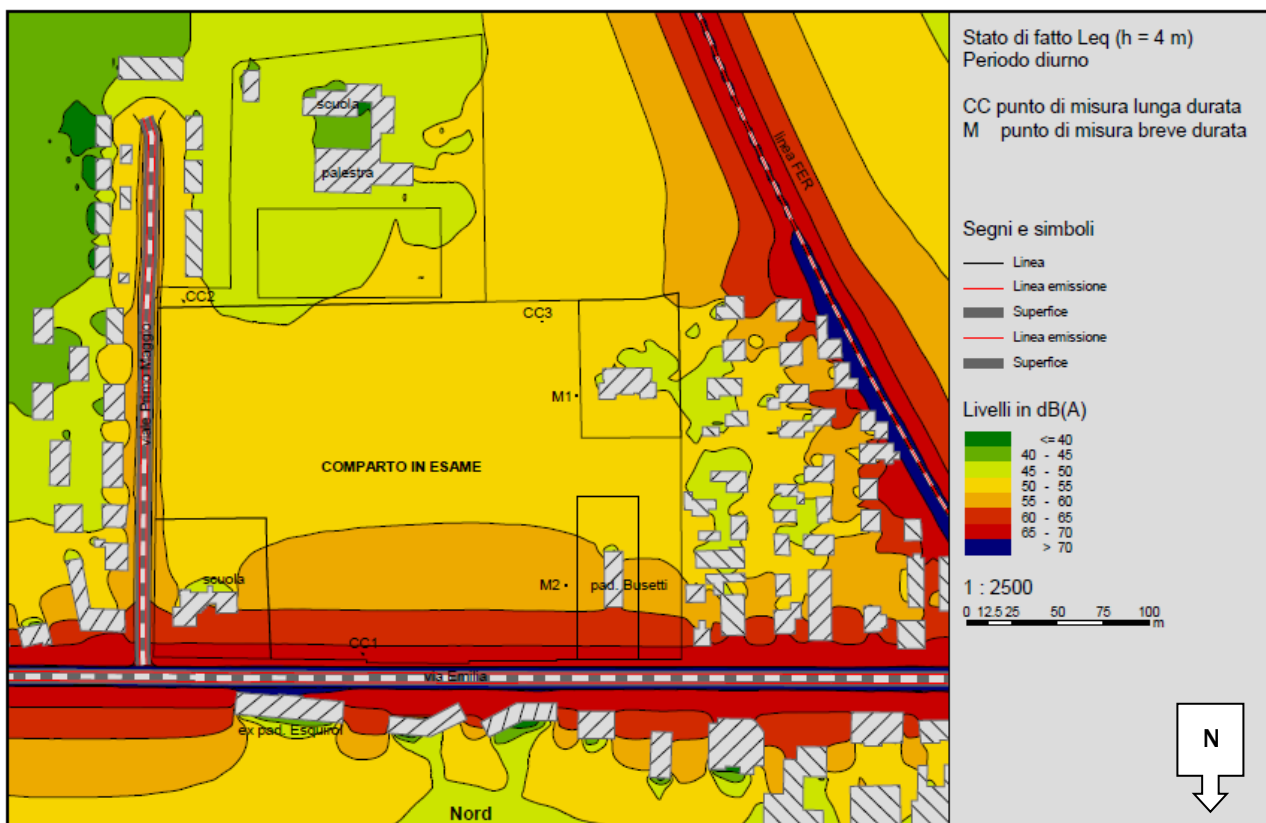 Stato di fatto Leq (h = 4 m)
Periodo diurno
CC punto di misura lunga durata
M punto di misura breve durata
Segni e simboli
Linea
Linea emissione
Superfice
Linea emissione
Superfice
Livelli in dB(A)
<= 40
40 - 45
45 - 50
50 - 55
55 - 60
60 - 65
65 - 70
> 70
1 : 2500
0 12.5 25 50 75 100
m
N
scuola
palestra
linea FER
CC2
CC3
viale Primo Maggio
M1
COMPARTO IN ESAME
scuola
M2
pad. Busetti
CC1
via Emilia
ex pad. Esquirol
Nord